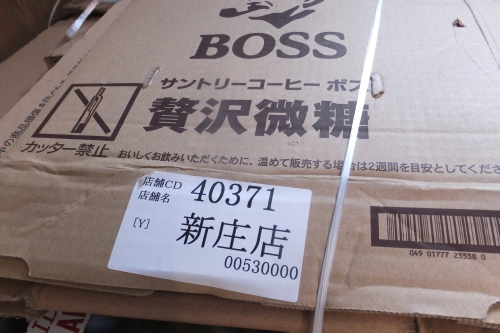 BOSS
サントリーコーヒー ボス
贅沢微糖
カッター禁止
おいしくお飲みいただくために、温めて販売する場合は2週間を目安としてくださ
店舗CD 40371
店舗名
[Y] 新庄店
00530000
049 01777 23538 0